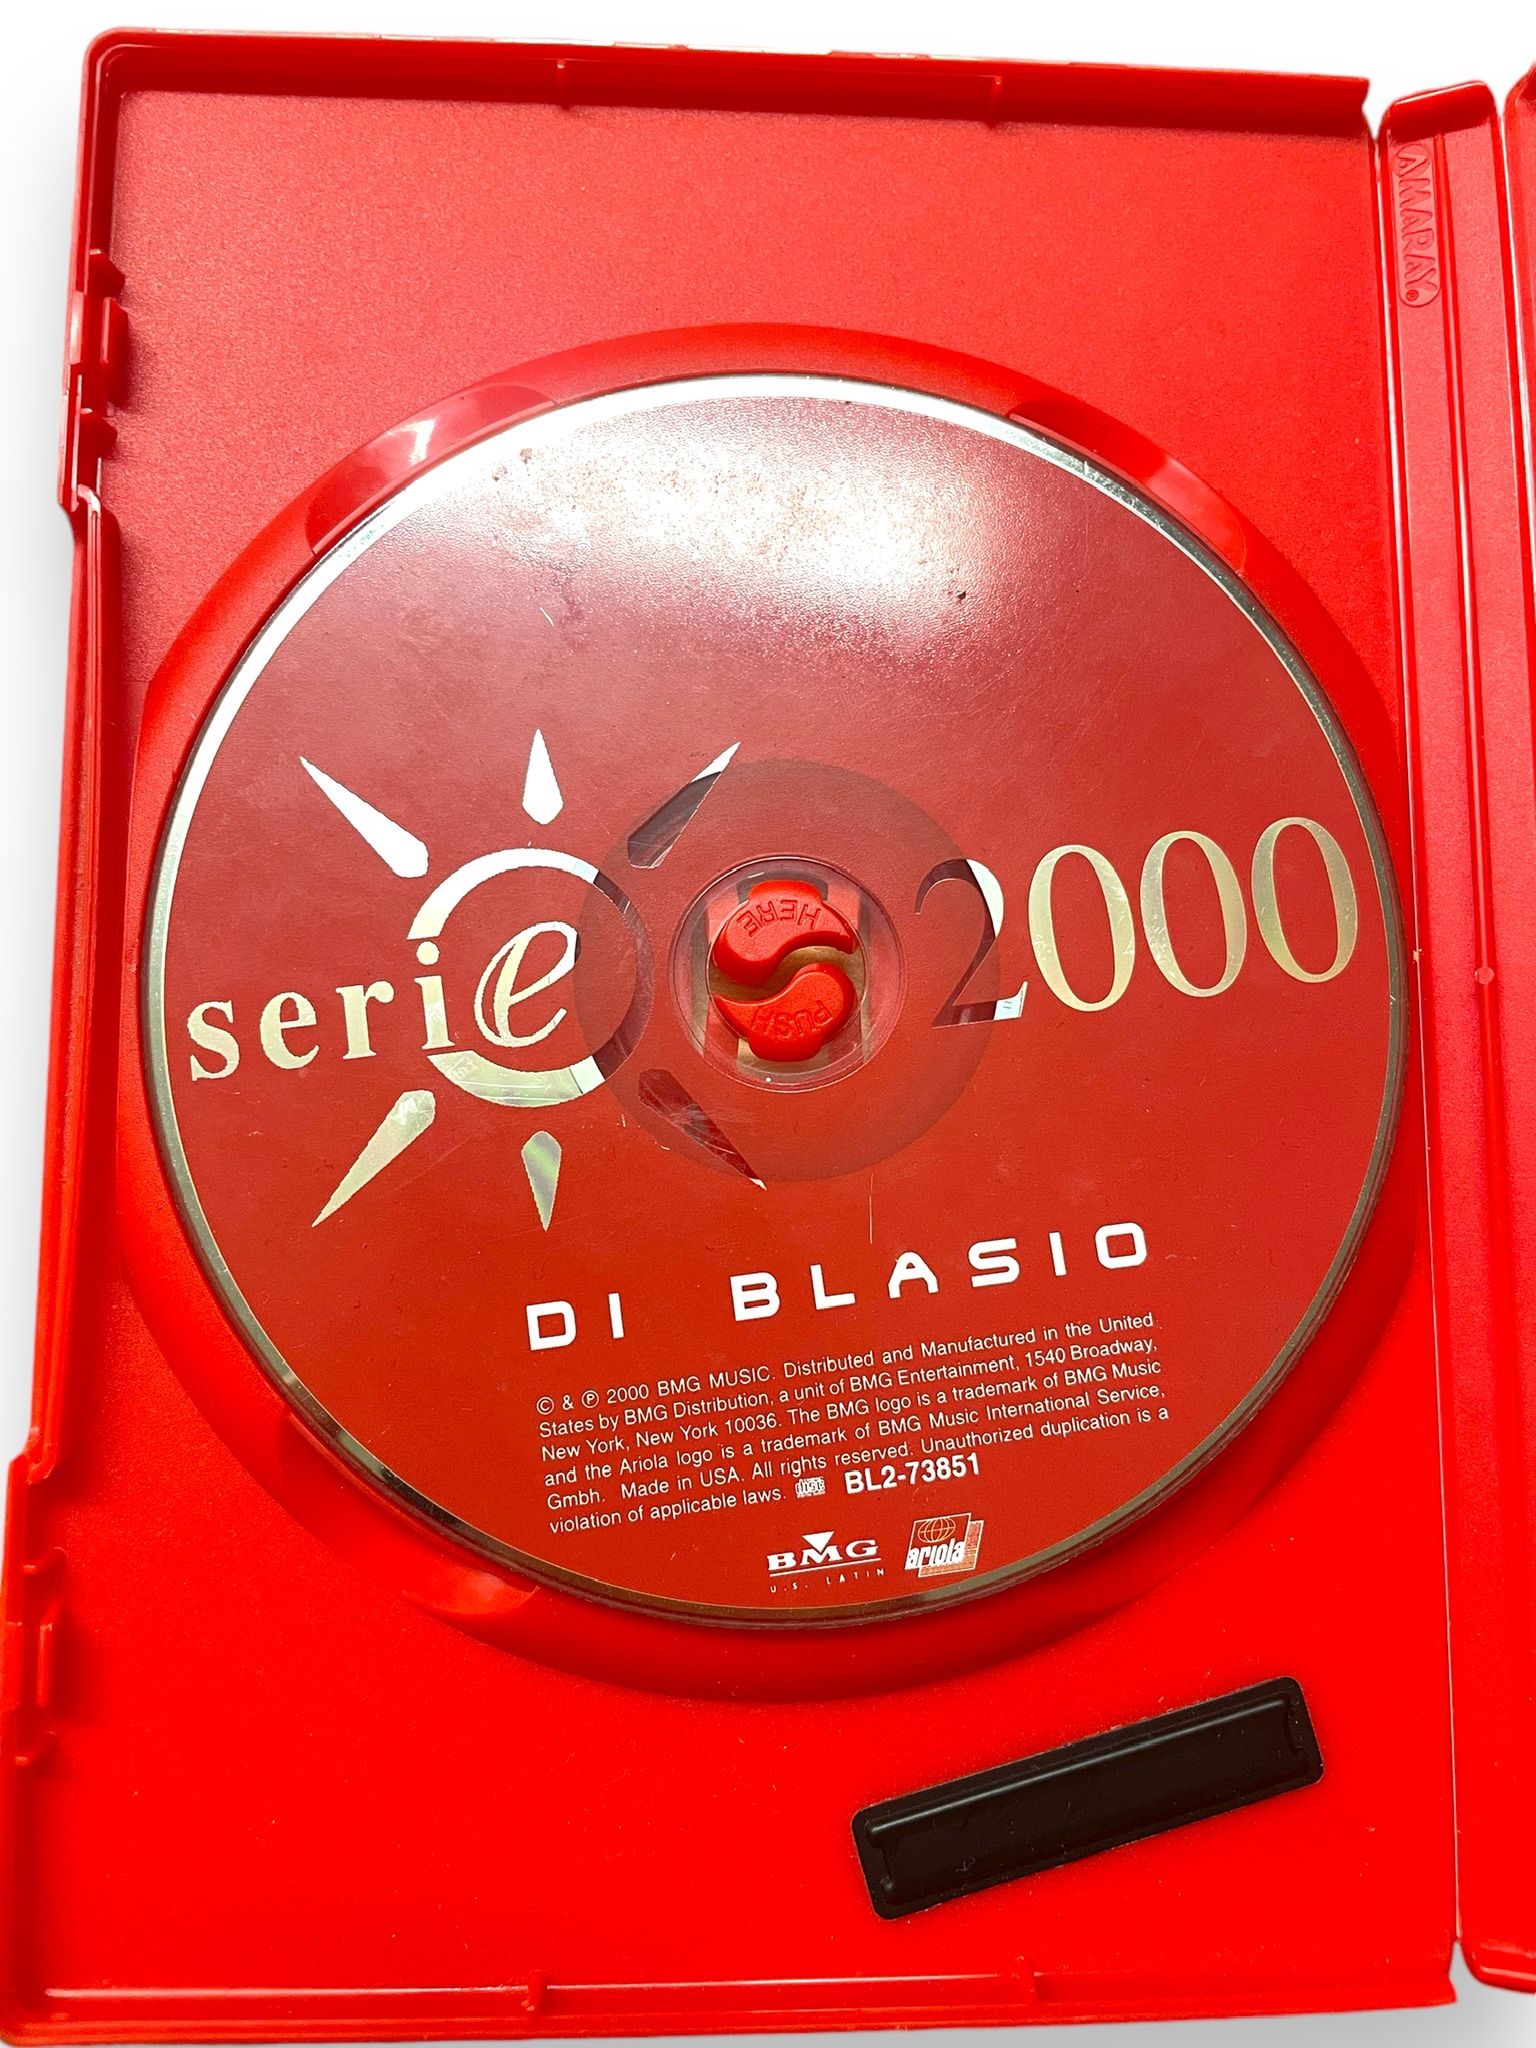 AMARAY®
serie 2000
HERE
PUSH
DI BLASIO
© & ℗ 2000 BMG MUSIC. Distributed and Manufactured in the United
States by BMG Distribution, a unit of BMG Entertainment, 1540 Broadway,
New York, New York 10036. The BMG logo is a trademark of BMG Music
and the Ariola logo is a trademark of BMG Music International Service,
Gmbh. Made in USA. All rights reserved. Unauthorized duplication is a
violation of applicable laws. disc BL2-73851
BMG
U.S. LATIN
ariola